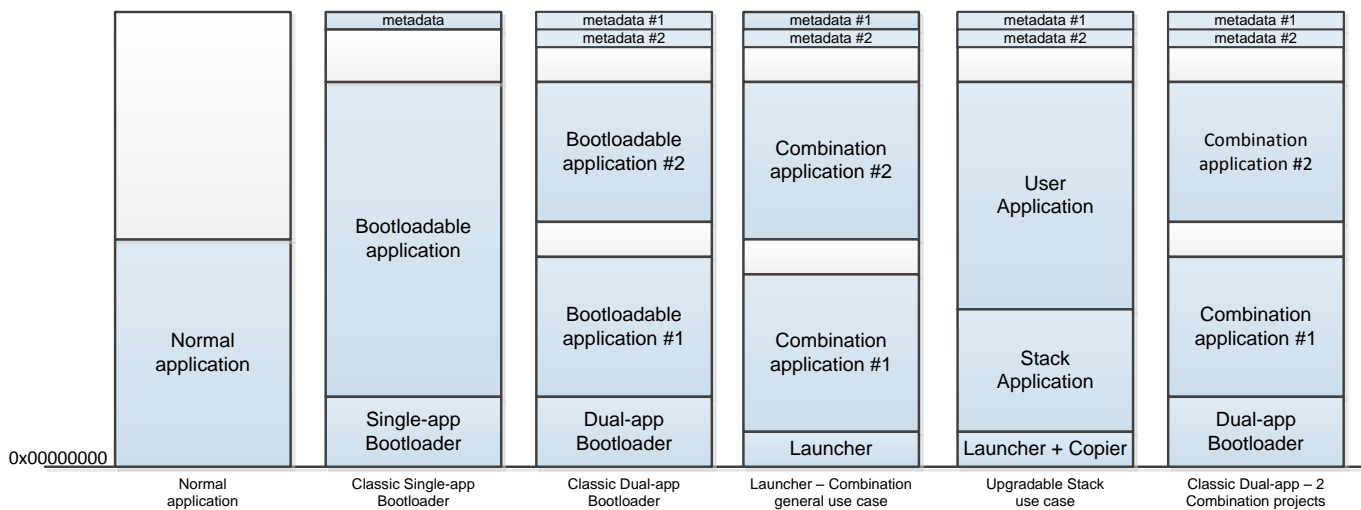 metadata
metadata #1
metadata #2
metadata #1
metadata #2
metadata #1
metadata #2
metadata #1
metadata #2
Normal
application
Bootloadable
application
Single-app
Bootloader
Bootloadable
application #2
Bootloadable
application #1
Dual-app
Bootloader
Combination
application #2
Combination
application #1
Launcher
User
Application
Stack
Application
Launcher + Copier
Combination
application #2
Combination
application #1
Dual-app
Bootloader
0x00000000
Normal
application
Classic Single-app
Bootloader
Classic Dual-app
Bootloader
Launcher – Combination
general use case
Upgradable Stack
use case
Classic Dual-app – 2
Combination projects